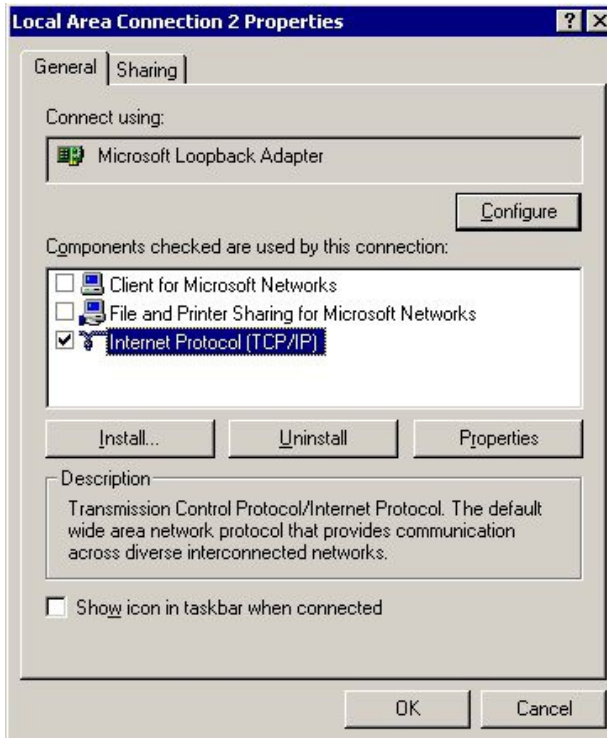 Local Area Connection 2 Properties
General
Sharing
Connect using:
Microsoft Loopback Adapter
Configure
Components checked are used by this connection:
Client for Microsoft Networks
File and Printer Sharing for Microsoft Networks
Internet Protocol (TCP/IP)
Install...
Uninstall
Properties
Description
Transmission Control Protocol/Internet Protocol. The default
wide area network protocol that provides communication
across diverse interconnected networks.
Show icon in taskbar when connected
OK
Cancel